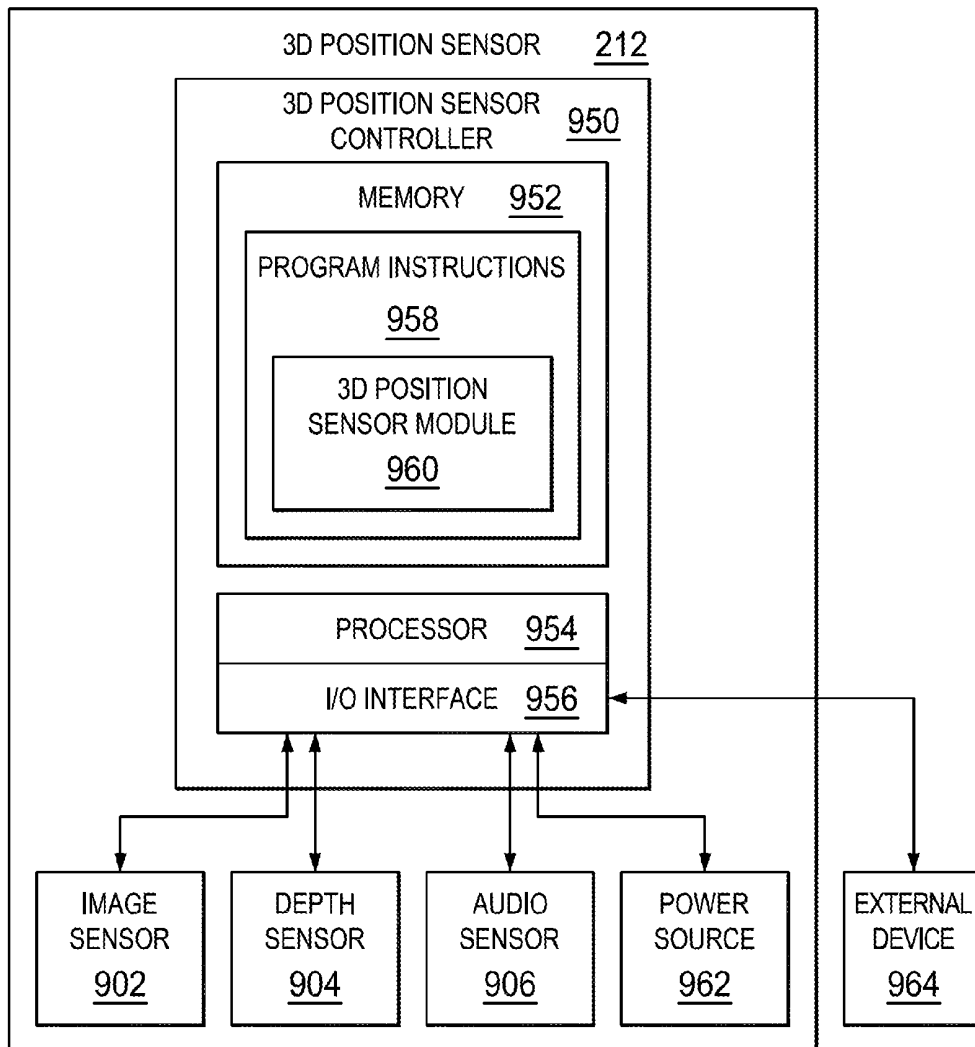 3D POSITION SENSOR 212
3D POSITION SENSOR
CONTROLLER 950
MEMORY 952
PROGRAM INSTRUCTIONS
958
3D POSITION
SENSOR MODULE
960
PROCESSOR 954
I/O INTERFACE 956
IMAGE
SENSOR
902
DEPTH
SENSOR
904
AUDIO
SENSOR
906
POWER
SOURCE
962
EXTERNAL
DEVICE
964